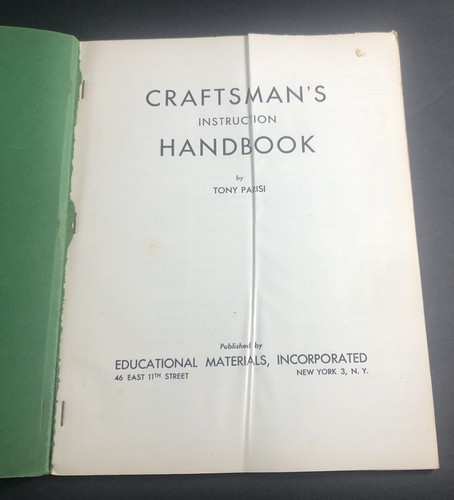 CRAFTSMAN'S
INSTRUCTION
HANDBOOK
by
TONY PARISI
Published by
EDUCATIONAL MATERIALS, INCORPORATED
46 EAST 11TH STREET NEW YORK 3, N. Y.